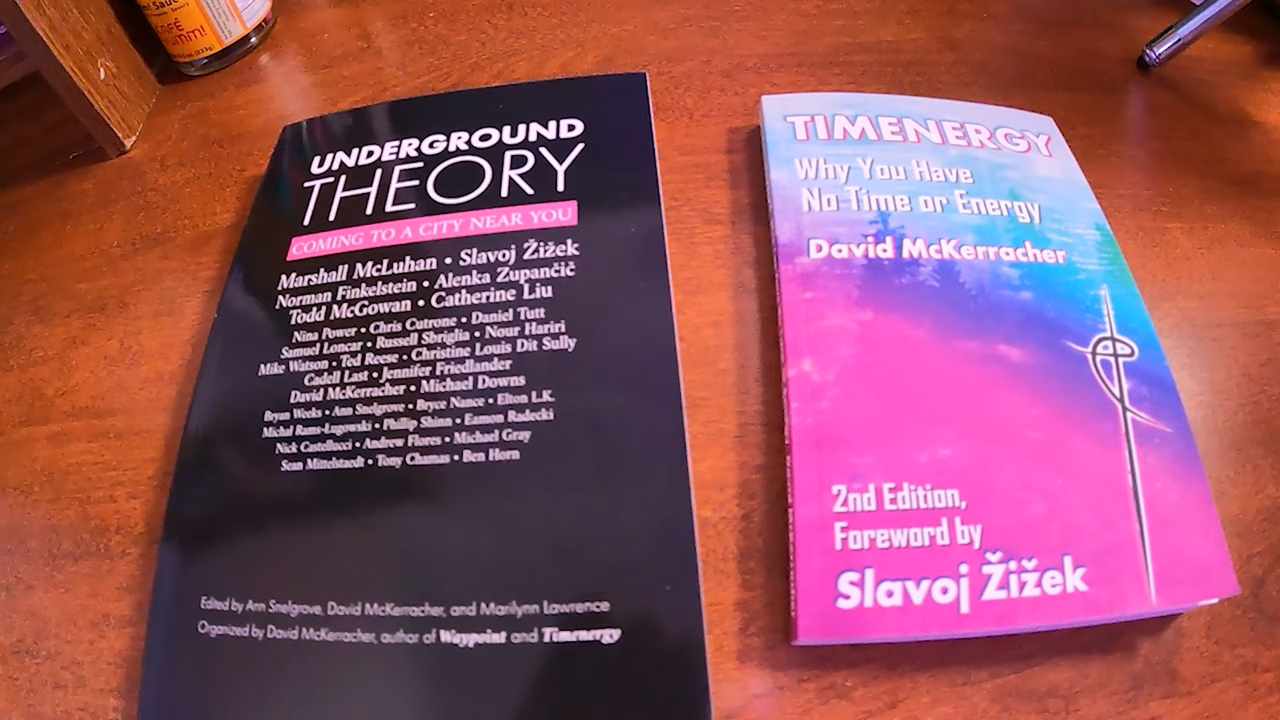 Sauce
CAFÉ
YUMM!
UNDERGROUND
THEORY
COMING TO A CITY NEAR YOU
Marshall McLuhan • Slavoj Žižek
Norman Finkelstein • Alenka Zupančič
Todd McGowan • Catherine Liu
Nina Power • Chris Cutrone • Daniel Tutt
Samuel Loncar • Russell Sbriglia • Nour Hariri
Mike Watson • Ted Reese • Christine Louis Dit Sully
Cadell Last • Jennifer Friedlander
David McKerracher • Michael Downs
Bryan Weeks • Ann Snelgrove • Bryce Nance • Elton L.K.
Michal Rams-Ługowski • Phillip Shinn • Eamon Radecki
Nick Castellucci • Andrew Flores • Michael Gray
Sean Mittelstaedt • Tony Chamas • Ben Horn
Edited by Ann Snelgrove, David McKerracher, and Marilynn Lawrence
Organized by David McKerracher, author of Waypoint and Timenergy
TIMENERGY
Why You Have
No Time or Energy
David McKerracher
2nd Edition,
Foreword by
Slavoj Žižek